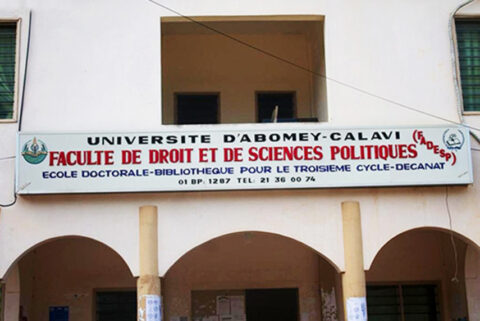 UNIVERSITE D'ABOMEY-CALAVI
FACULTE DE DROIT ET DE SCIENCES POLITIQUES (FADESP)
ECOLE DOCTORALE-BIBLIOTHEQUE POUR LE TROISIEME CYCLE-DECANAT
01 BP: 1287 TEL: 21 36 00 74